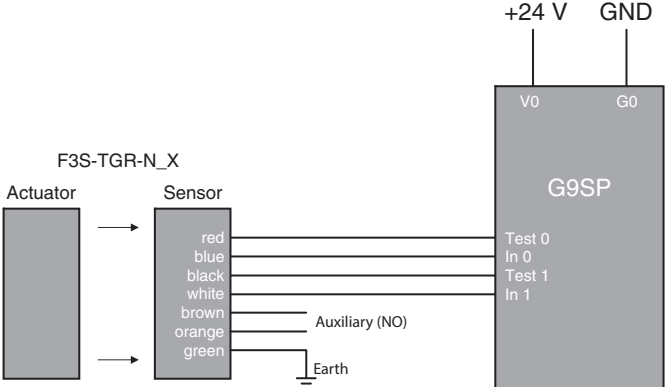 +24 V GND
V0 G0
F3S-TGR-N_X
G9SP
Actuator Sensor
red Test 0
blue In 0
black Test 1
white In 1
brown
Auxiliary (NO)
orange
green
Earth